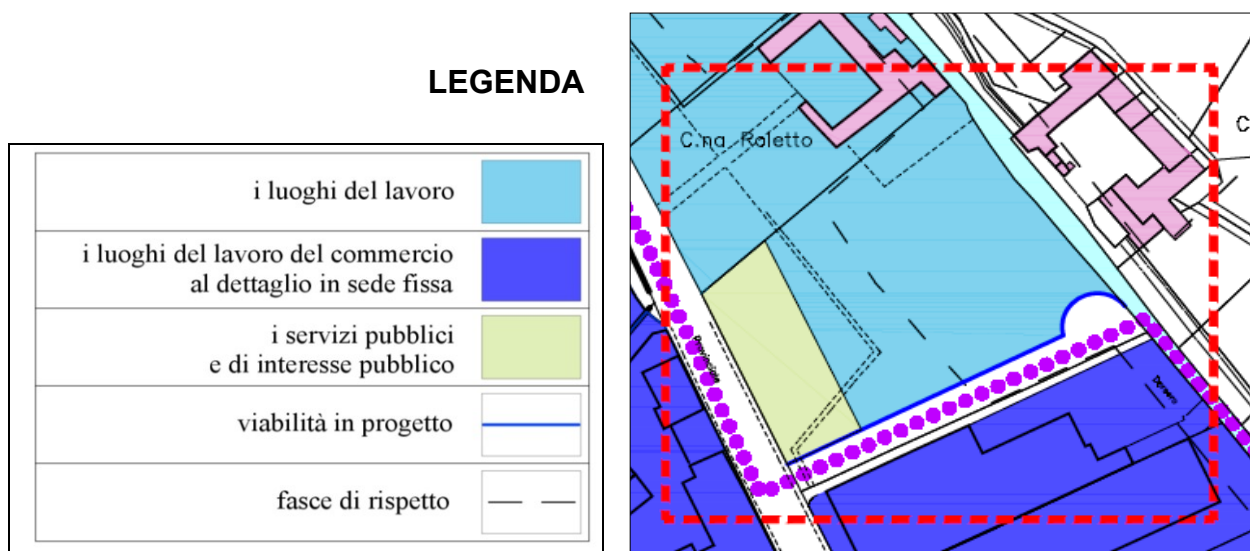 LEGENDA
i luoghi del lavoro
i luoghi del lavoro del commercio
al dettaglio in sede fissa
i servizi pubblici
e di interesse pubblico
viabilità in progetto
fasce di rispetto
C.na Roletto
C
Provinciale